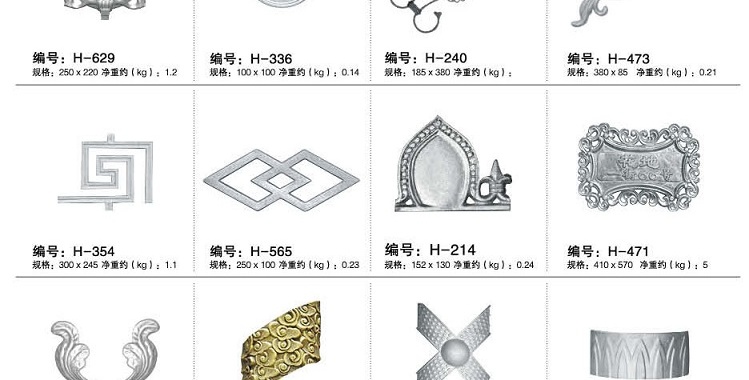 编号：H-629
规格：250 x 220 净重约（kg）：1.2
编号：H-336
规格：100 x 100 净重约（kg）：0.14
编号：H-240
规格：185 x 380 净重约（kg）：
编号：H-473
规格：380 x 85 净重约（kg）：0.21
编号：H-354
规格：300 x 245 净重约（kg）：1.1
编号：H-565
规格：250 x 100 净重约（kg）：0.23
编号：H-214
规格：152 x 130 净重约（kg）：0.24
编号：H-471
规格：410 x 570 净重约（kg）：5